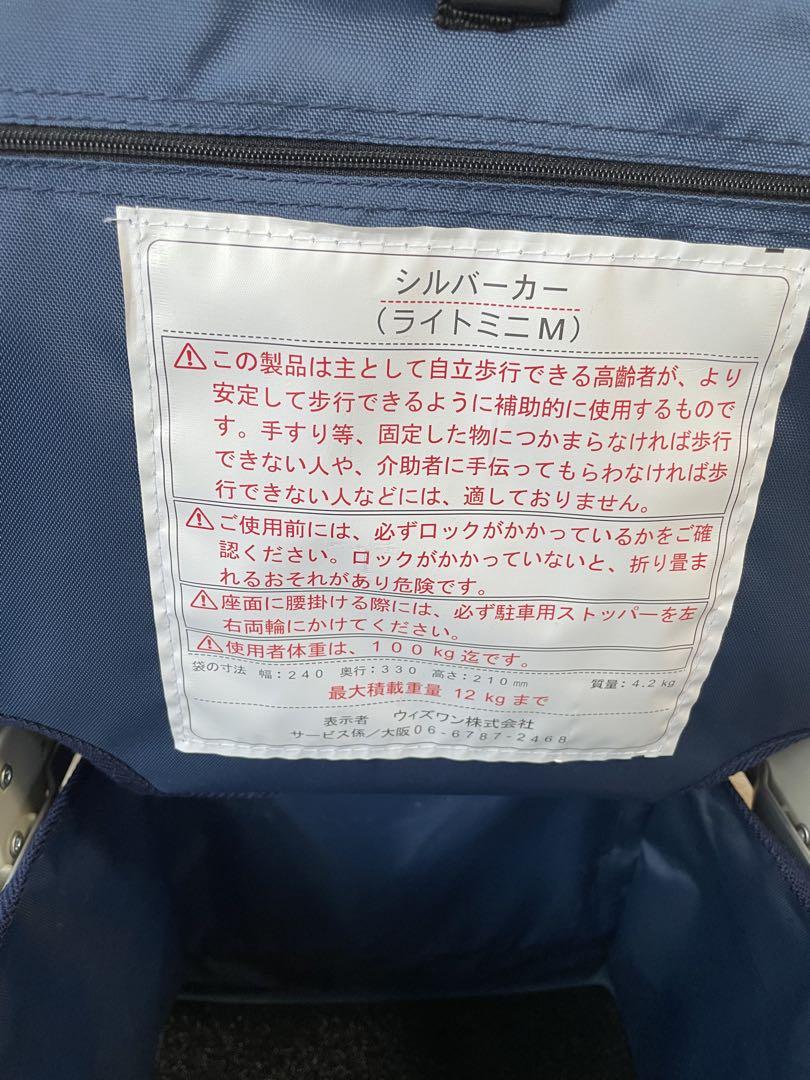 シルバーカー
（ライトミニＭ）
⚠この製品は主として自立歩行できる高齢者が、より
安定して歩行できるように補助的に使用するもので
す。手すり等、固定した物につかまらなければ歩行
できない人や、介助者に手伝ってもらわなければ歩
行できない人などには、適しておりません。
⚠ご使用前には、必ずロックがかかっているかをご確
認ください。ロックがかかっていないと、折り畳ま
れるおそれがあり危険です。
⚠座面に腰掛ける際には、必ず駐車用ストッパーを左
右両輪にかけてください。
⚠使用者体重は、１００kg迄です。
袋の寸法 幅：２４０ 奥行：３３０ 高さ：２１０mm 質量：４.２kg
最大積載重量 12 kg まで
表示者 ウィズワン株式会社
サービス係／大阪０６-６７８７-２４６８